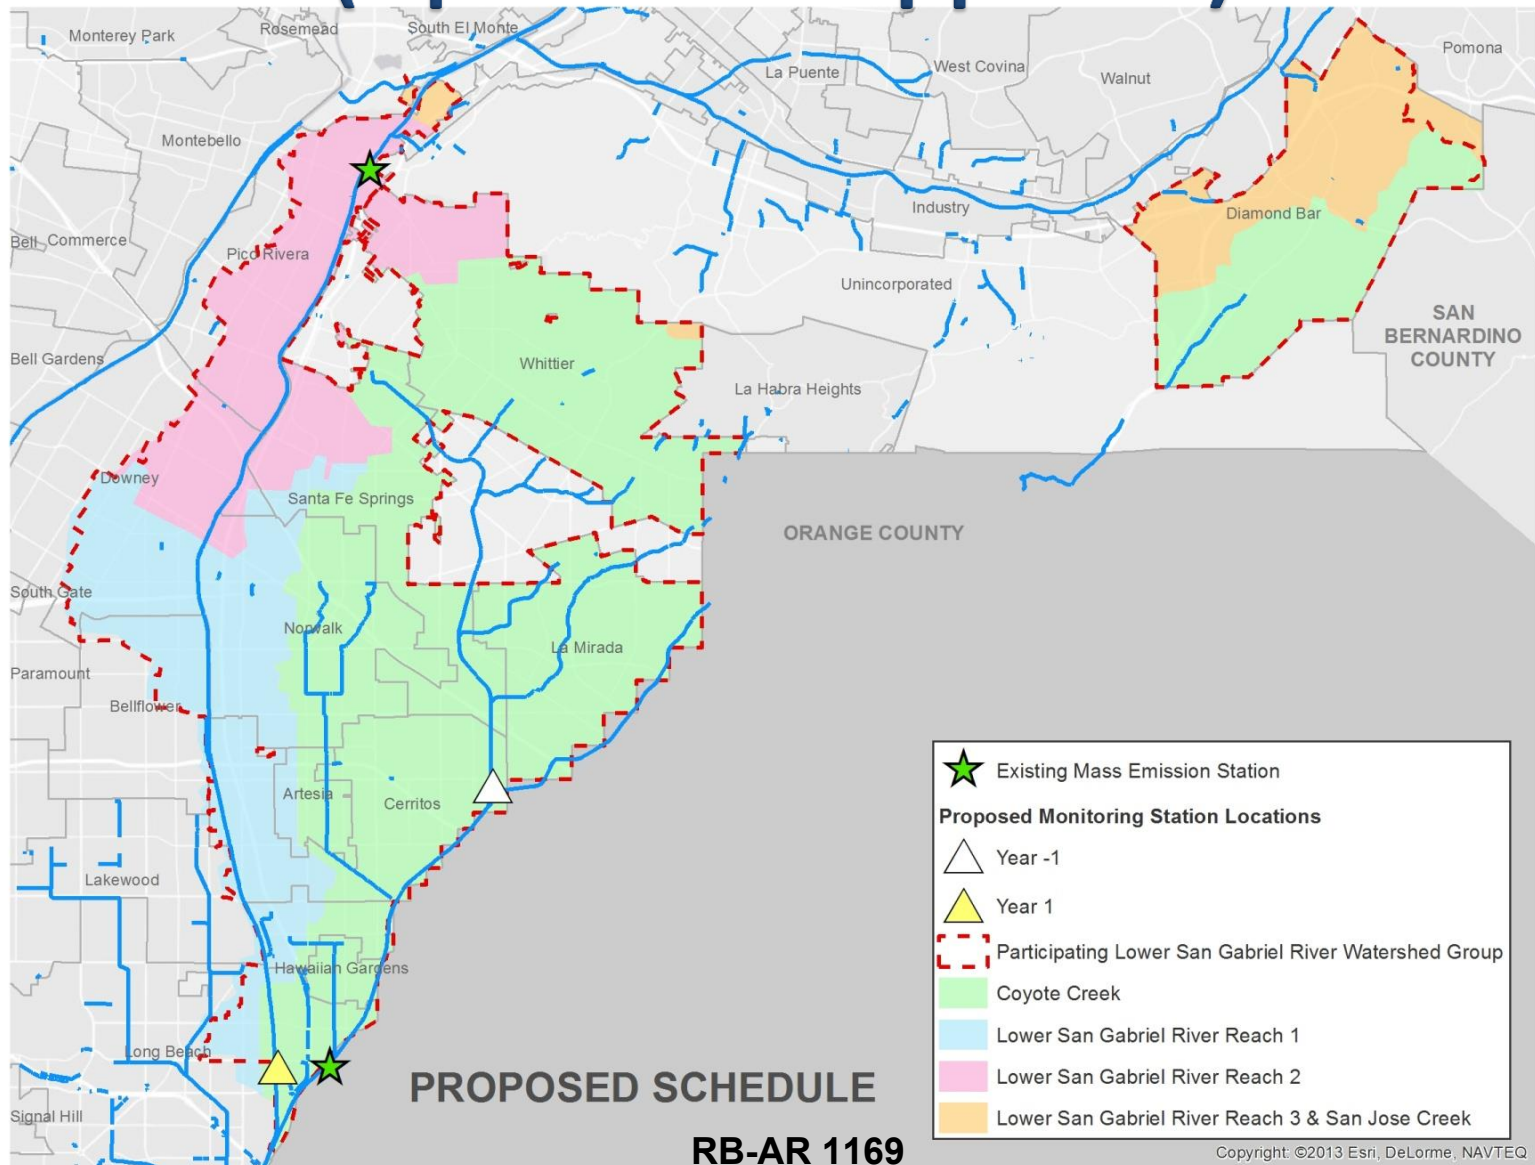 Monterey Park
Rosemead
South El Monte
La Puente
West Covina
Walnut
Pomona
Montebello
Bell
Commerce
Pico Rivera
Industry
Diamond Bar
Unincorporated
SAN
BERNARDINO
COUNTY
Bell Gardens
Whittier
La Habra Heights
Downey
Santa Fe Springs
ORANGE COUNTY
South Gate
Norwalk
La Mirada
Paramount
Bellflower
Artesia
Cerritos
Lakewood
Hawaiian Gardens
Long Beach
Signal Hill
PROPOSED SCHEDULE
Existing Mass Emission Station
Proposed Monitoring Station Locations
Year -1
Year 1
Participating Lower San Gabriel River Watershed Group
Coyote Creek
Lower San Gabriel River Reach 1
Lower San Gabriel River Reach 2
Lower San Gabriel River Reach 3 & San Jose Creek
RB-AR 1169
Copyright: ©2013 Esri, DeLorme, NAVTEQ